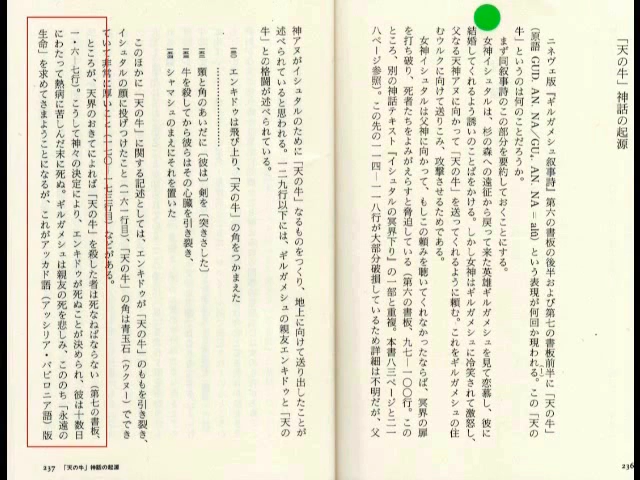 「天の牛」神話の起源
ニネヴェ版『ギルガメシュ叙事詩』第六の書板の後半および第七の書板前半に「天の牛」
(原語 GUD. AN. NA／GU₄. AN. NA＝alû)という表現が何回か現われる。この「天の
牛」というのは何のことだろうか。
まず同叙事詩のこの部分を要約しておくことにする。
女神イシュタルは、杉の森への遠征から戻って来た英雄ギルガメシュを見て恋慕し、彼に
結婚してくれるよう誘いのことばをかける。しかし女神はギルガメシュに冷笑されて激怒し、
父なる天神アヌに向かって「天の牛」を送ってくれるように頼む。これをギルガメシュの住
むウルクに向けて送りこみ、攻撃させるためである。
女神イシュタルは父神に向かって、もしこの頼みを聴いてくれなかったならば、冥界の扉
を打ち破り、死者たちをよみがえらすと脅迫している(第六の書板、九七―一〇〇行。この
ところ、別の神話テキスト『イシュタルの冥界下り』の一部と重複。本書八三ページと二一
八ページ参照)。この先の一一四―一一八行が大部分破損しているため詳細は不明だが、父
236
神アヌがイシュタルのために「天の牛」なるものをつくり、地上に向けて送り出したことが
述べられていると思われる。一二九行以下には、ギルガメシュの親友エンキドゥと「天の
牛」との格闘が述べられている。
エンキドゥは飛び上り、「天の牛」の角をつかまえた
…………
頸と角のあいだに〔彼は〕剣を〔突きさした〕
牛を殺してから彼らはその心臓を引き裂き、
シャマシュのまえにそれを置いた
このほかに「天の牛」に関する記述としては、エンキドゥが「天の牛」のももを引き裂き、
イシュタルの顔に投げつけたこと(一六一行目)、「天の牛」の角は青玉石(ウクヌー)ででき
ていて非常に厚いこと(一七〇―一七三行目)などがある。
ところが、天界のおきてによれば「天の牛」を殺した者は死なねばならない(第七の書板、
一・六―七行)。こうして神々の決定により、エンキドゥが死ぬことが決められ、彼は十数日
にわたって熱病に苦しんだ末に死ぬ。ギルガメシュは親友の死を悲しみ、こののち「永遠の
生命」を求めてさまようことになるが、これがアッカド語(アッシリア・バビロニア語)版
237 「天の牛」神話の起源